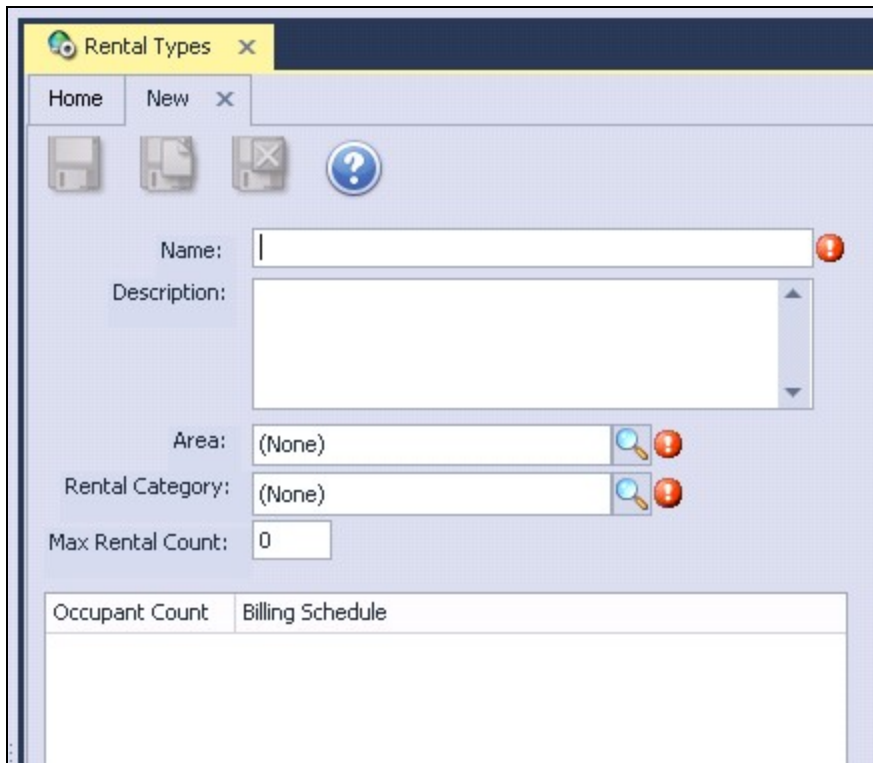 Rental Types
Home New
Name:
Description:
Area: (None)
Rental Category: (None)
Max Rental Count: 0
Occupant Count Billing Schedule